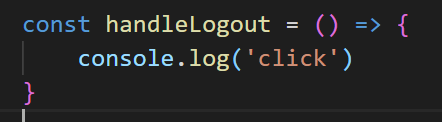 const handleLogout = () => {
    console.log('click')
}